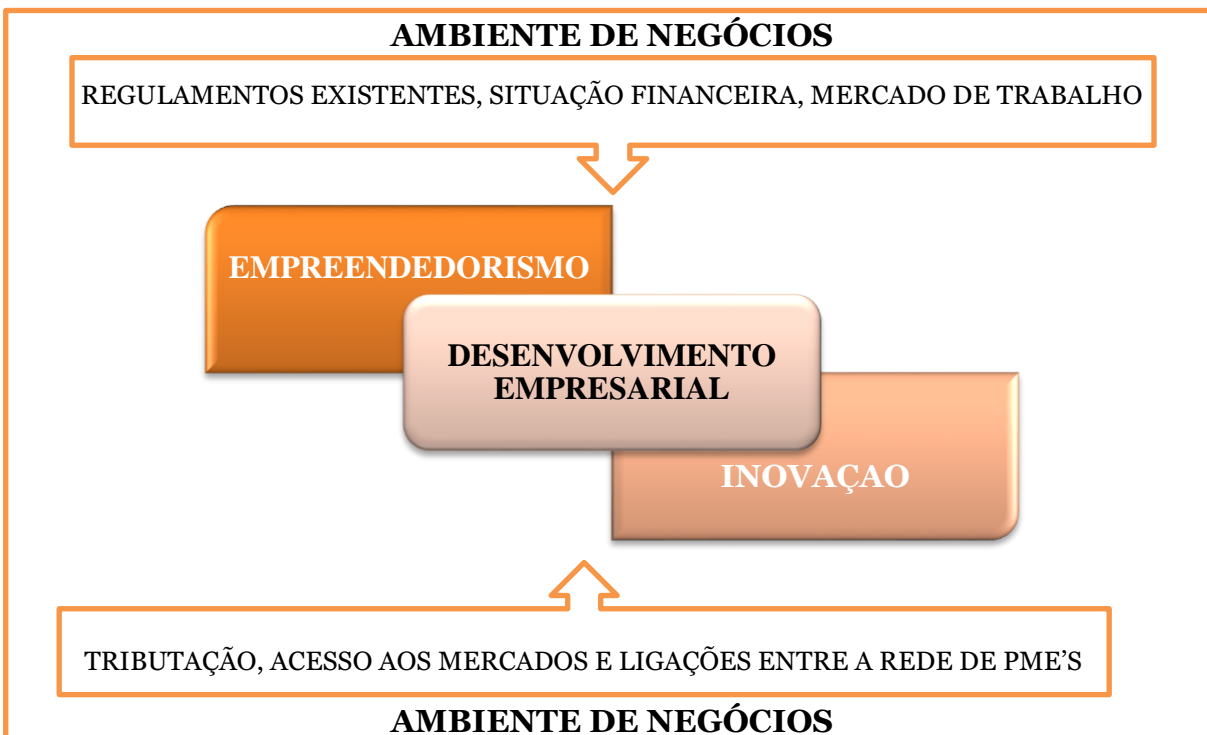 AMBIENTE DE NEGÓCIOS
REGULAMENTOS EXISTENTES, SITUAÇÃO FINANCEIRA, MERCADO DE TRABALHO
EMPREENDEDORISMO
DESENVOLVIMENTO
EMPRESARIAL
INOVAÇAO
TRIBUTAÇÃO, ACESSO AOS MERCADOS E LIGAÇÕES ENTRE A REDE DE PME’S
AMBIENTE DE NEGÓCIOS